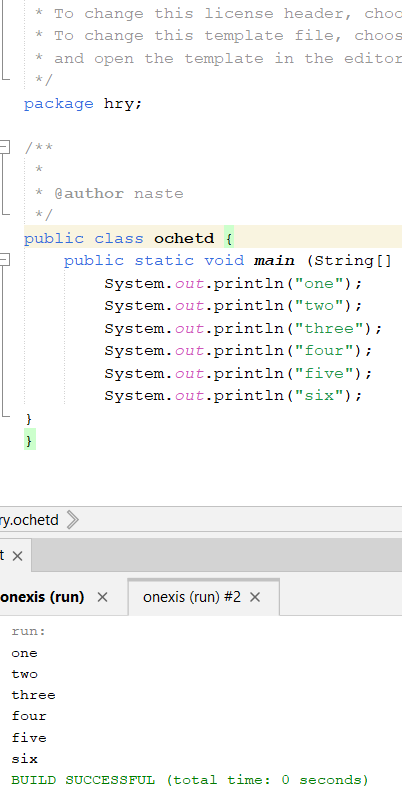 * To change this license header, choo
* To change this template file, choos
* and open the template in the editor
*/
package hry;
/**
*
* @author naste
*/
public class ochetd {
public static void main (String[]
System.out.println("one");
System.out.println("two");
System.out.println("three");
System.out.println("four");
System.out.println("five");
System.out.println("six");
}
}
ry.ochetd
t ×
onexis (run) × onexis (run) #2 ×
run:
one
two
three
four
five
six
BUILD SUCCESSFUL (total time: 0 seconds)